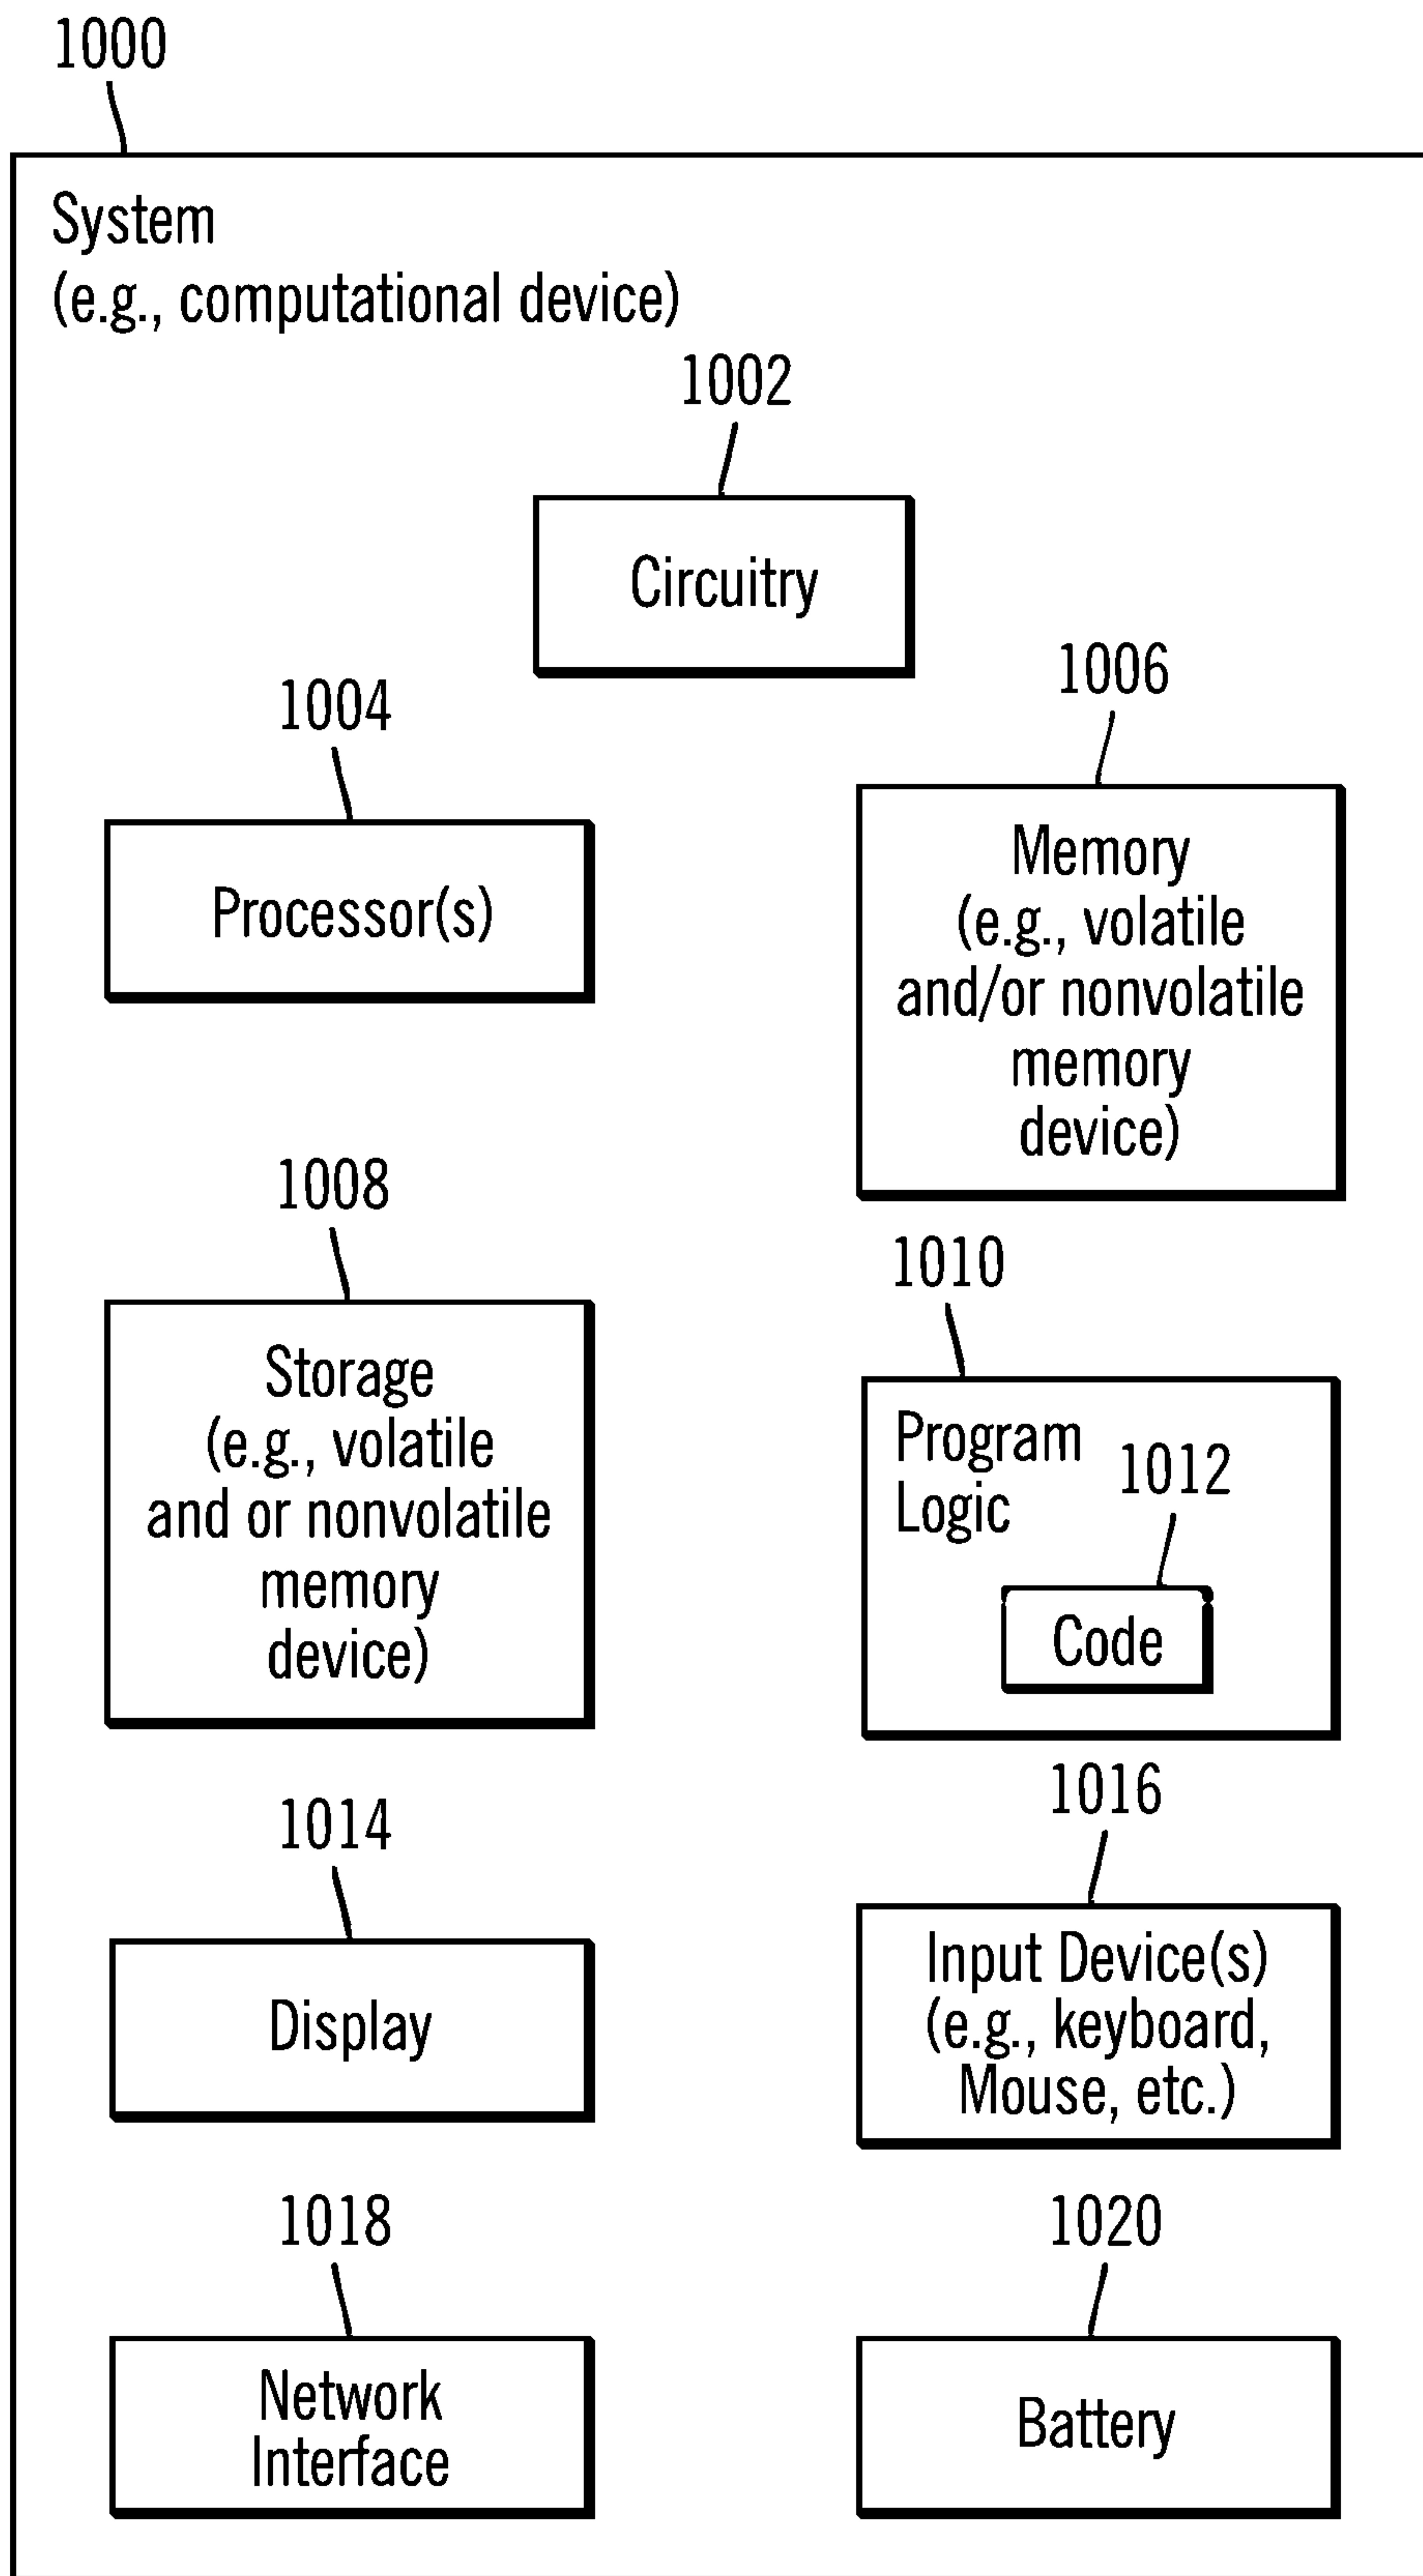 1000
System
(e.g., computational device)
1002
Circuitry
1004
Processor(s)
1006
Memory
(e.g., volatile
and/or nonvolatile
memory
device)
1008
Storage
(e.g., volatile
and or nonvolatile
memory
device)
1010
Program
Logic
1012
Code
1014
Display
1016
Input Device(s)
(e.g., keyboard,
Mouse, etc.)
1018
Network
Interface
1020
Battery